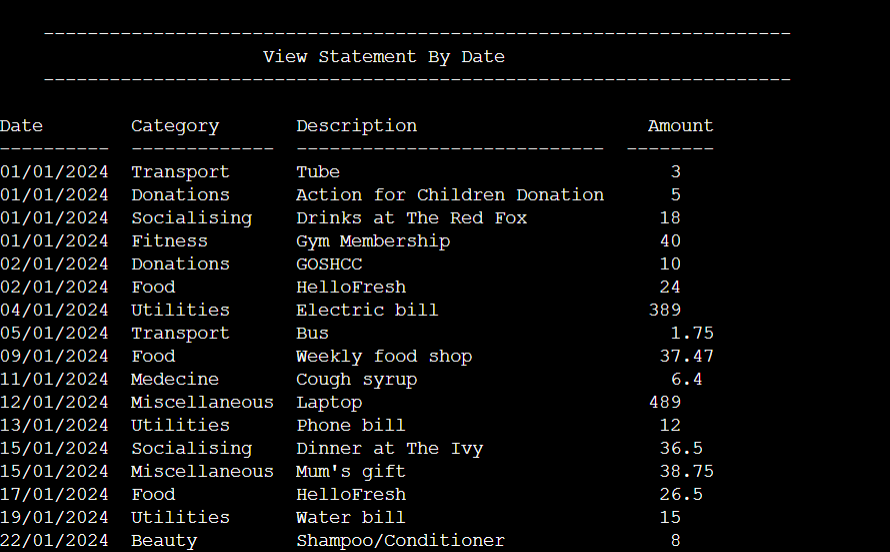 --------------------------------------------------------------------
View Statement By Date
--------------------------------------------------------------------
Date        Category       Description                     Amount
----------  -------------  ----------------------------  --------
01/01/2024  Transport      Tube                              3
01/01/2024  Donations      Action for Children Donation      5
01/01/2024  Socialising    Drinks at The Red Fox            18
01/01/2024  Fitness        Gym Membership                   40
02/01/2024  Donations      GOSHCC                           10
02/01/2024  Food           HelloFresh                       24
04/01/2024  Utilities      Electric bill                   389
05/01/2024  Transport      Bus                               1.75
09/01/2024  Food           Weekly food shop                 37.47
11/01/2024  Medecine       Cough syrup                       6.4
12/01/2024  Miscellaneous  Laptop                          489
13/01/2024  Utilities      Phone bill                       12
15/01/2024  Socialising    Dinner at The Ivy                36.5
15/01/2024  Miscellaneous  Mum's gift                       38.75
17/01/2024  Food           HelloFresh                       26.5
19/01/2024  Utilities      Water bill                       15
22/01/2024  Beauty         Shampoo/Conditioner               8